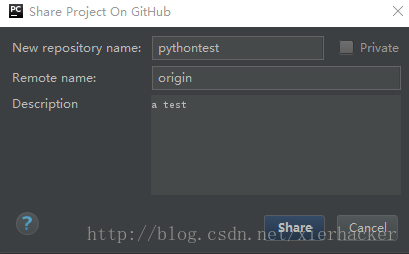 PC Share Project On GitHub
New repository name: pythontest Private
Remote name: origin
Description a test
? Share Cancel
http://blog.csdn.net/xierhacker